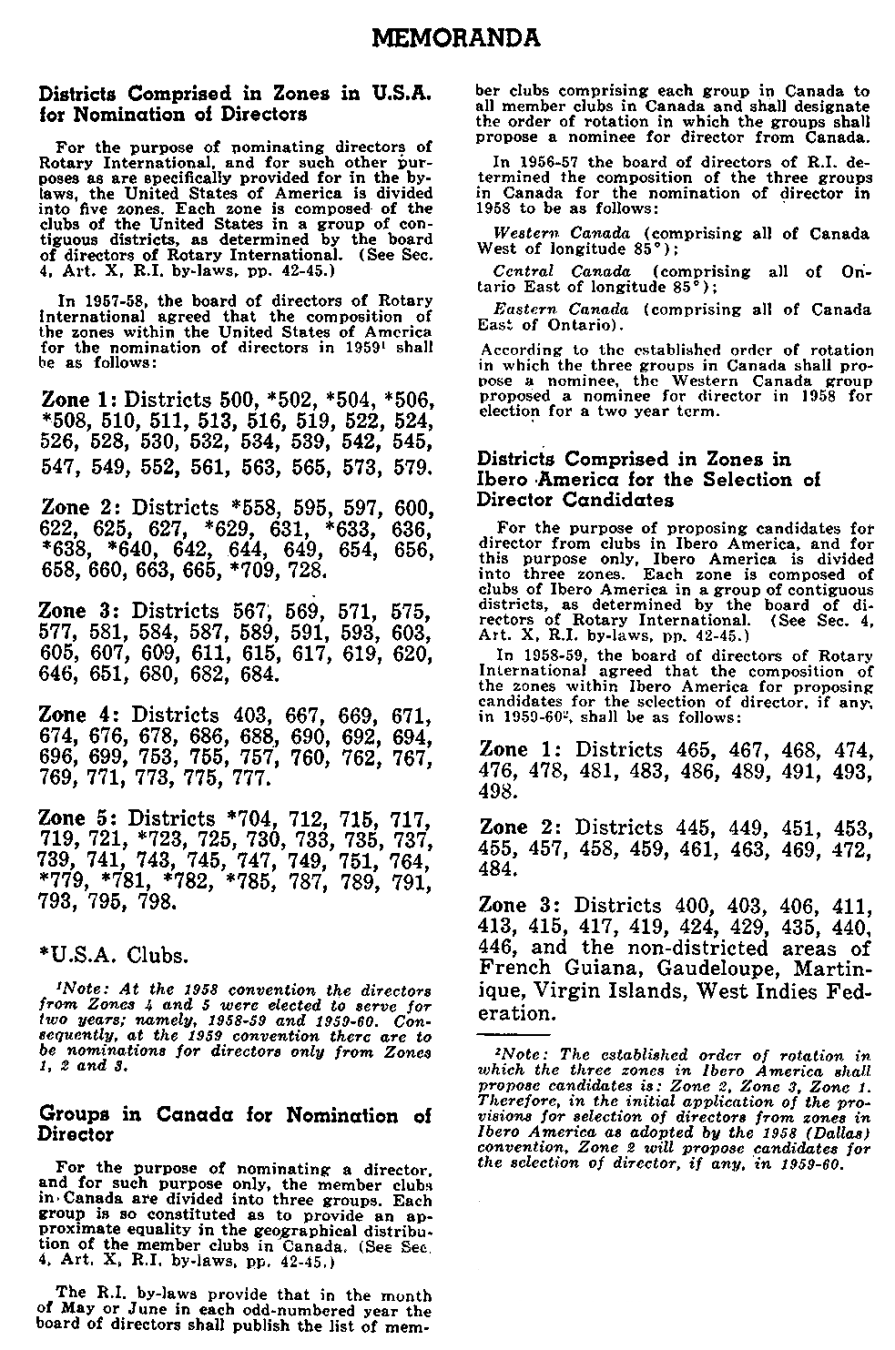 MEMORANDA
Districts Comprised in Zones in U.S.A.
for Nomination of Directors
For the purpose of nominating directors of
Rotary International, and for such other pur-
poses as are specifically provided for in the by-
laws, the United States of America is divided
into five zones. Each zone is composed of the
clubs of the United States in a group of con-
tiguous districts, as determined by the board
of directors of Rotary International. (See Sec.
4, Art. X, R.I. by-laws, pp. 42-45.)
In 1957-58, the board of directors of Rotary
International agreed that the composition of
the zones within the United States of America
for the nomination of directors in 1959¹ shall
be as follows:
Zone 1: Districts 500, *502, *504, *506,
*508, 510, 511, 513, 516, 519, 522, 524,
526, 528, 530, 532, 534, 539, 542, 545,
547, 549, 552, 561, 563, 565, 573, 579.
Zone 2: Districts *558, 595, 597, 600,
622, 625, 627, *629, 631, *633, 636,
*638, *640, 642, 644, 649, 654, 656,
658, 660, 663, 665, *709, 728.
Zone 3: Districts 567, 569, 571, 575,
577, 581, 584, 587, 589, 591, 593, 603,
605, 607, 609, 611, 615, 617, 619, 620,
646, 651, 680, 682, 684.
Zone 4: Districts 403, 667, 669, 671,
674, 676, 678, 686, 688, 690, 692, 694,
696, 699, 753, 755, 757, 760, 762, 767,
769, 771, 773, 775, 777.
Zone 5: Districts *704, 712, 715, 717,
719, 721, *723, 725, 730, 733, 735, 737,
739, 741, 743, 745, 747, 749, 751, 764,
*779, *781, *782, *785, 787, 789, 791,
793, 795, 798.
*U.S.A. Clubs.
¹Note: At the 1958 convention the directors
from Zones 4 and 5 were elected to serve for
two years; namely, 1958-59 and 1959-60. Con-
sequently, at the 1959 convention there are to
be nominations for directors only from Zones
1, 2 and 3.
Groups in Canada for Nomination of
Director
For the purpose of nominating a director,
and for such purpose only, the member clubs
in Canada are divided into three groups. Each
group is so constituted as to provide an ap-
proximate equality in the geographical distribu-
tion of the member clubs in Canada. (See Sec.
4, Art. X, R.I. by-laws, pp. 42-45.)
The R.I. by-laws provide that in the month
of May or June in each odd-numbered year the
board of directors shall publish the list of mem-
ber clubs comprising each group in Canada to
all member clubs in Canada and shall designate
the order of rotation in which the groups shall
propose a nominee for director from Canada.
In 1956-57 the board of directors of R.I. de-
termined the composition of the three groups
in Canada for the nomination of director in
1958 to be as follows:
Western Canada (comprising all of Canada
West of longitude 85°);
Central Canada (comprising all of On-
tario East of longitude 85°);
Eastern Canada (comprising all of Canada
East of Ontario).
According to the established order of rotation
in which the three groups in Canada shall pro-
pose a nominee, the Western Canada group
proposed a nominee for director in 1958 for
election for a two year term.
Districts Comprised in Zones in
Ibero America for the Selection of
Director Candidates
For the purpose of proposing candidates for
director from clubs in Ibero America, and for
this purpose only, Ibero America is divided
into three zones. Each zone is composed of
clubs of Ibero America in a group of contiguous
districts, as determined by the board of di-
rectors of Rotary International. (See Sec. 4,
Art. X, R.I. by-laws, pp. 42-45.)
In 1958-59, the board of directors of Rotary
International agreed that the composition of
the zones within Ibero America for proposing
candidates for the selection of director, if any,
in 1959-60², shall be as follows:
Zone 1: Districts 465, 467, 468, 474,
476, 478, 481, 483, 486, 489, 491, 493,
498.
Zone 2: Districts 445, 449, 451, 453,
455, 457, 458, 459, 461, 463, 469, 472,
484.
Zone 3: Districts 400, 403, 406, 411,
413, 415, 417, 419, 424, 429, 435, 440,
446, and the non-districted areas of
French Guiana, Gaudeloupe, Martin-
ique, Virgin Islands, West Indies Fed-
eration.
²Note: The established order of rotation in
which the three zones in Ibero America shall
propose candidates is: Zone 2, Zone 3, Zone 1.
Therefore, in the initial application of the pro-
visions for selection of directors from zones in
Ibero America as adopted by the 1958 (Dallas)
convention, Zone 2 will propose candidates for
the selection of director, if any, in 1959-60.